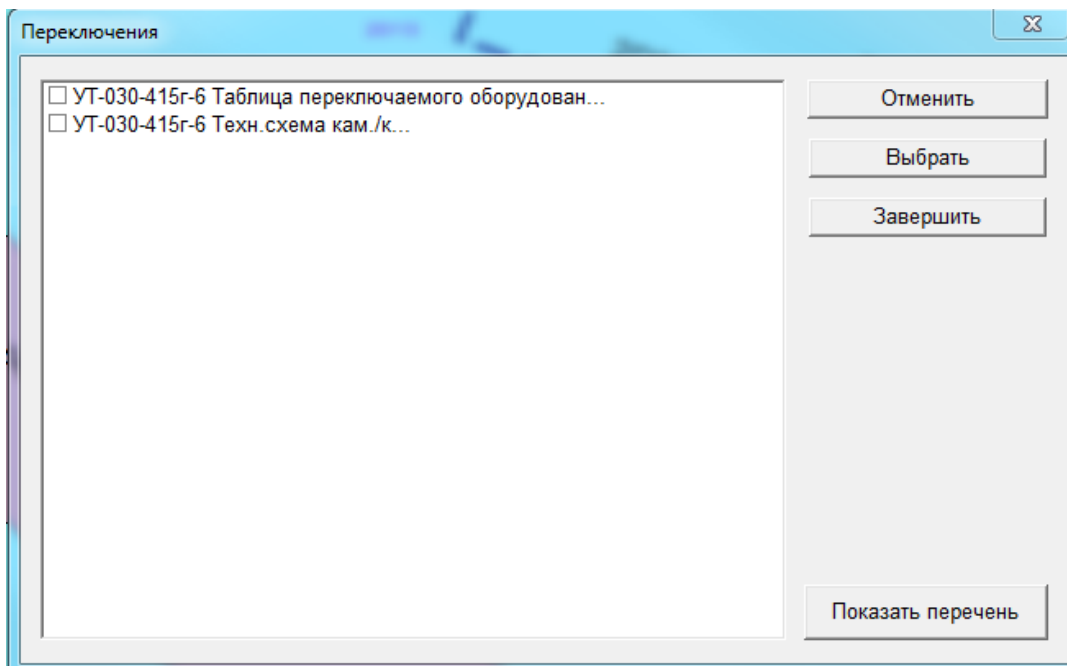 Переключения
УТ-030-415г-6 Таблица переключаемого оборудован...
УТ-030-415г-6 Техн.схема кам./к...
Отменить
Выбрать
Завершить
Показать перечень